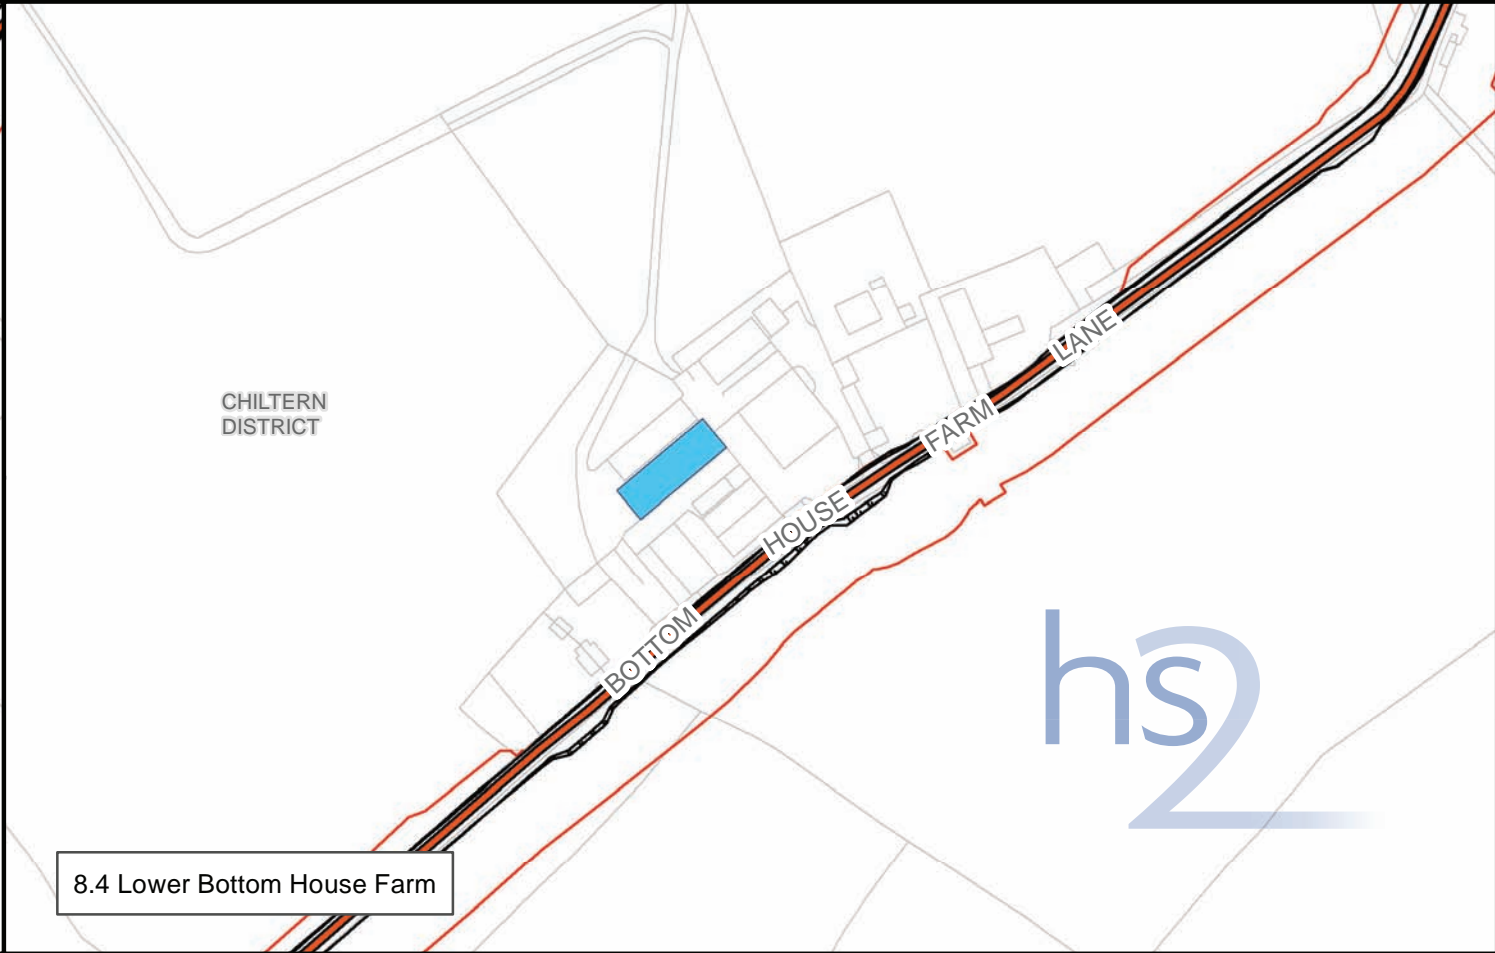 CHILTERN
DISTRICT
BOTTOM HOUSE FARM LANE
hs2
8.4 Lower Bottom House Farm